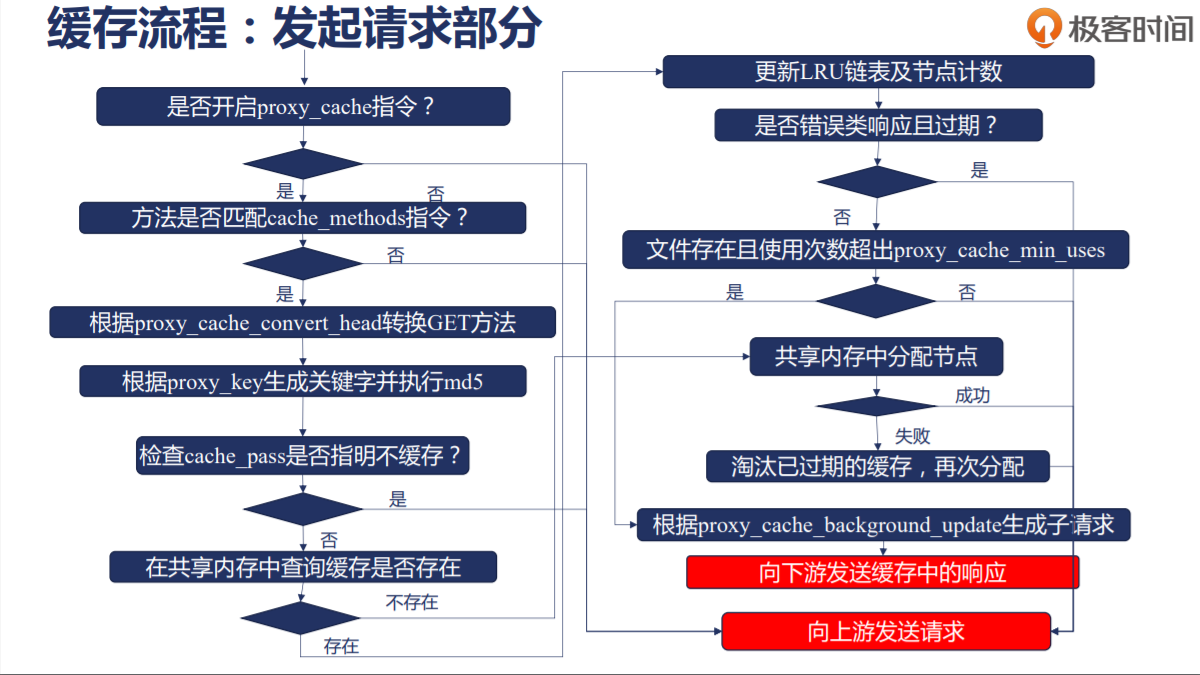 缓存流程：发起请求部分
极客时间
是否开启proxy_cache指令？
是
否
方法是否匹配cache_methods指令？
否
是
根据proxy_cache_convert_head转换GET方法
根据proxy_key生成关键字并执行md5
检查cache_pass是否指明不缓存？
是
否
在共享内存中查询缓存是否存在
不存在
存在
更新LRU链表及节点计数
是否错误类响应且过期？
是
否
文件存在且使用次数超出proxy_cache_min_uses
是
否
共享内存中分配节点
成功
失败
淘汰已过期的缓存，再次分配
根据proxy_cache_background_update生成子请求
向下游发送缓存中的响应
向上游发送请求